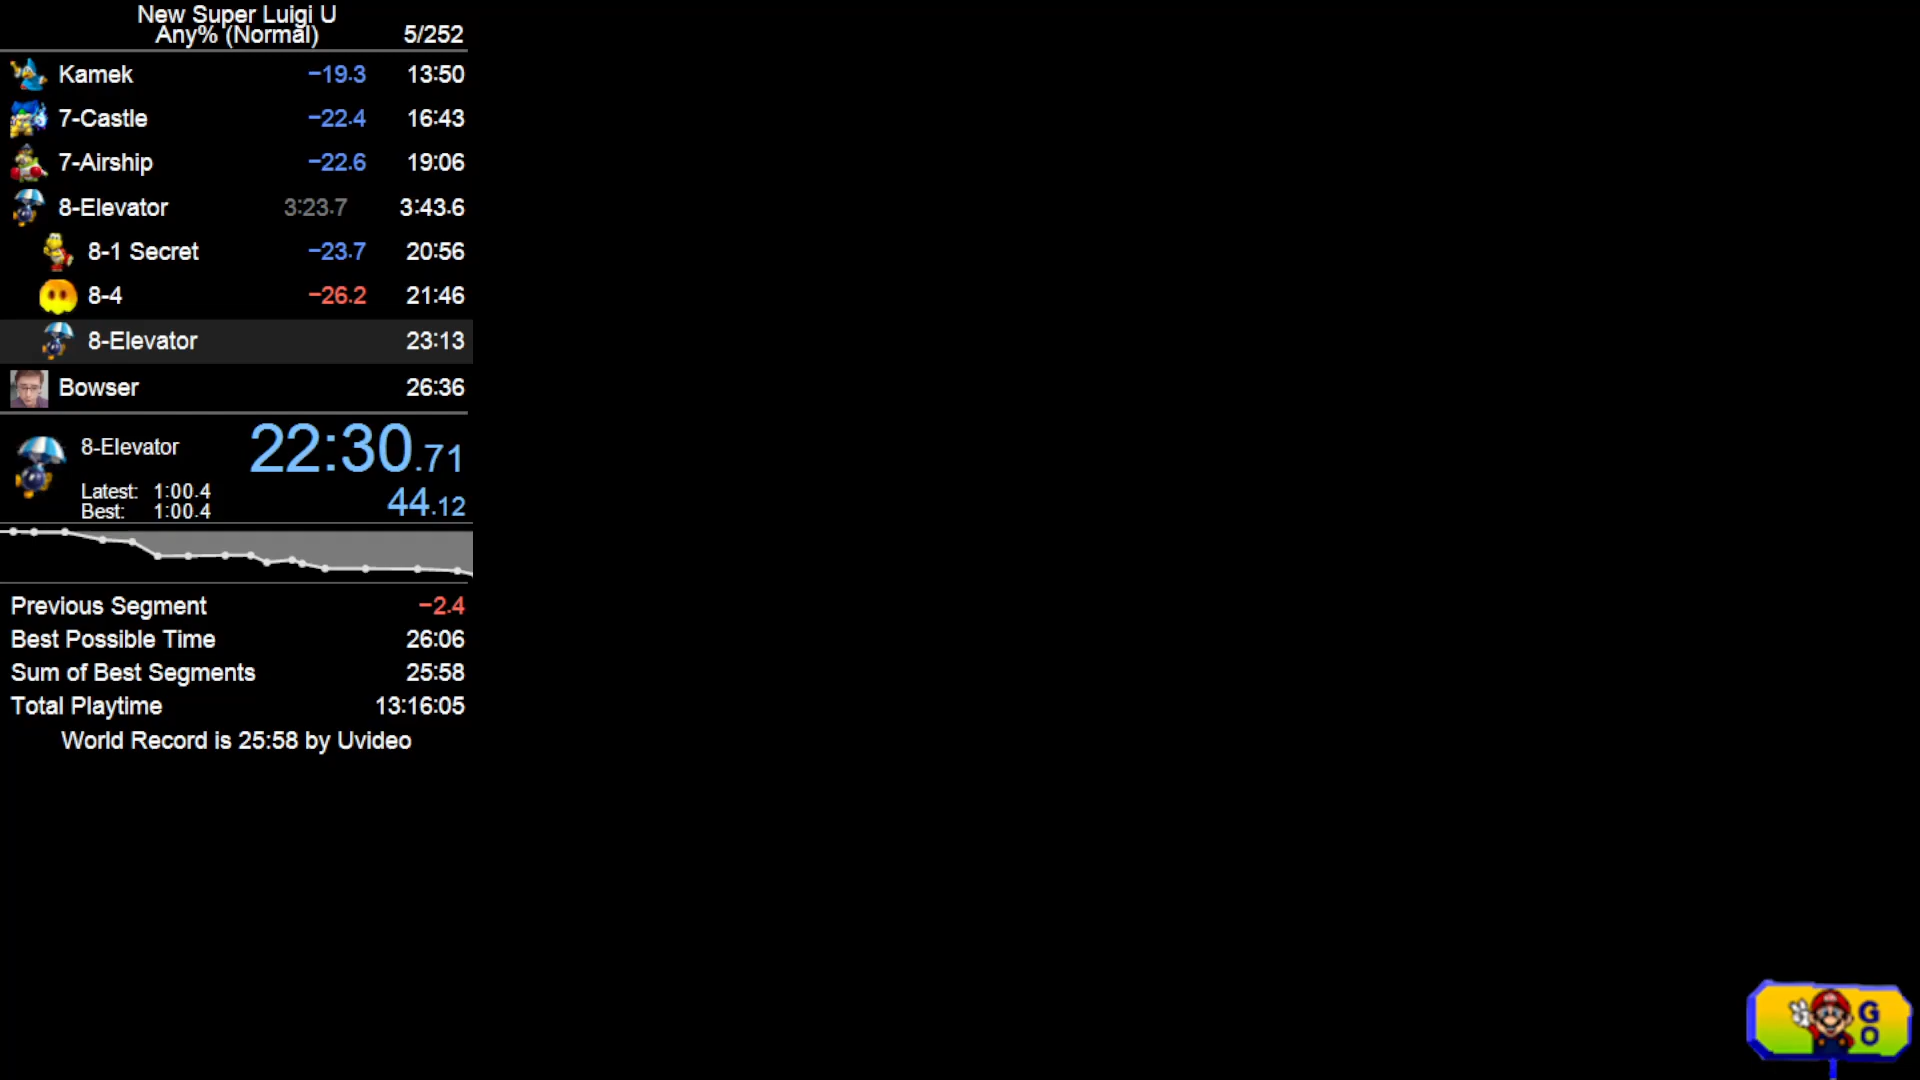 New Super Luigi U
Any% (Normal) 5/252
Kamek −19.3 13:50
7-Castle −22.4 16:43
7-Airship −22.6 19:06
8-Elevator 3:23.7 3:43.6
8-1 Secret −23.7 20:56
8-4 −26.2 21:46
8-Elevator 23:13
Bowser 26:36
8-Elevator 22:30.71
Latest: 1:00.4 44.12
Best: 1:00.4
Previous Segment −2.4
Best Possible Time 26:06
Sum of Best Segments 25:58
Total Playtime 13:16:05
World Record is 25:58 by Uvideo
GO